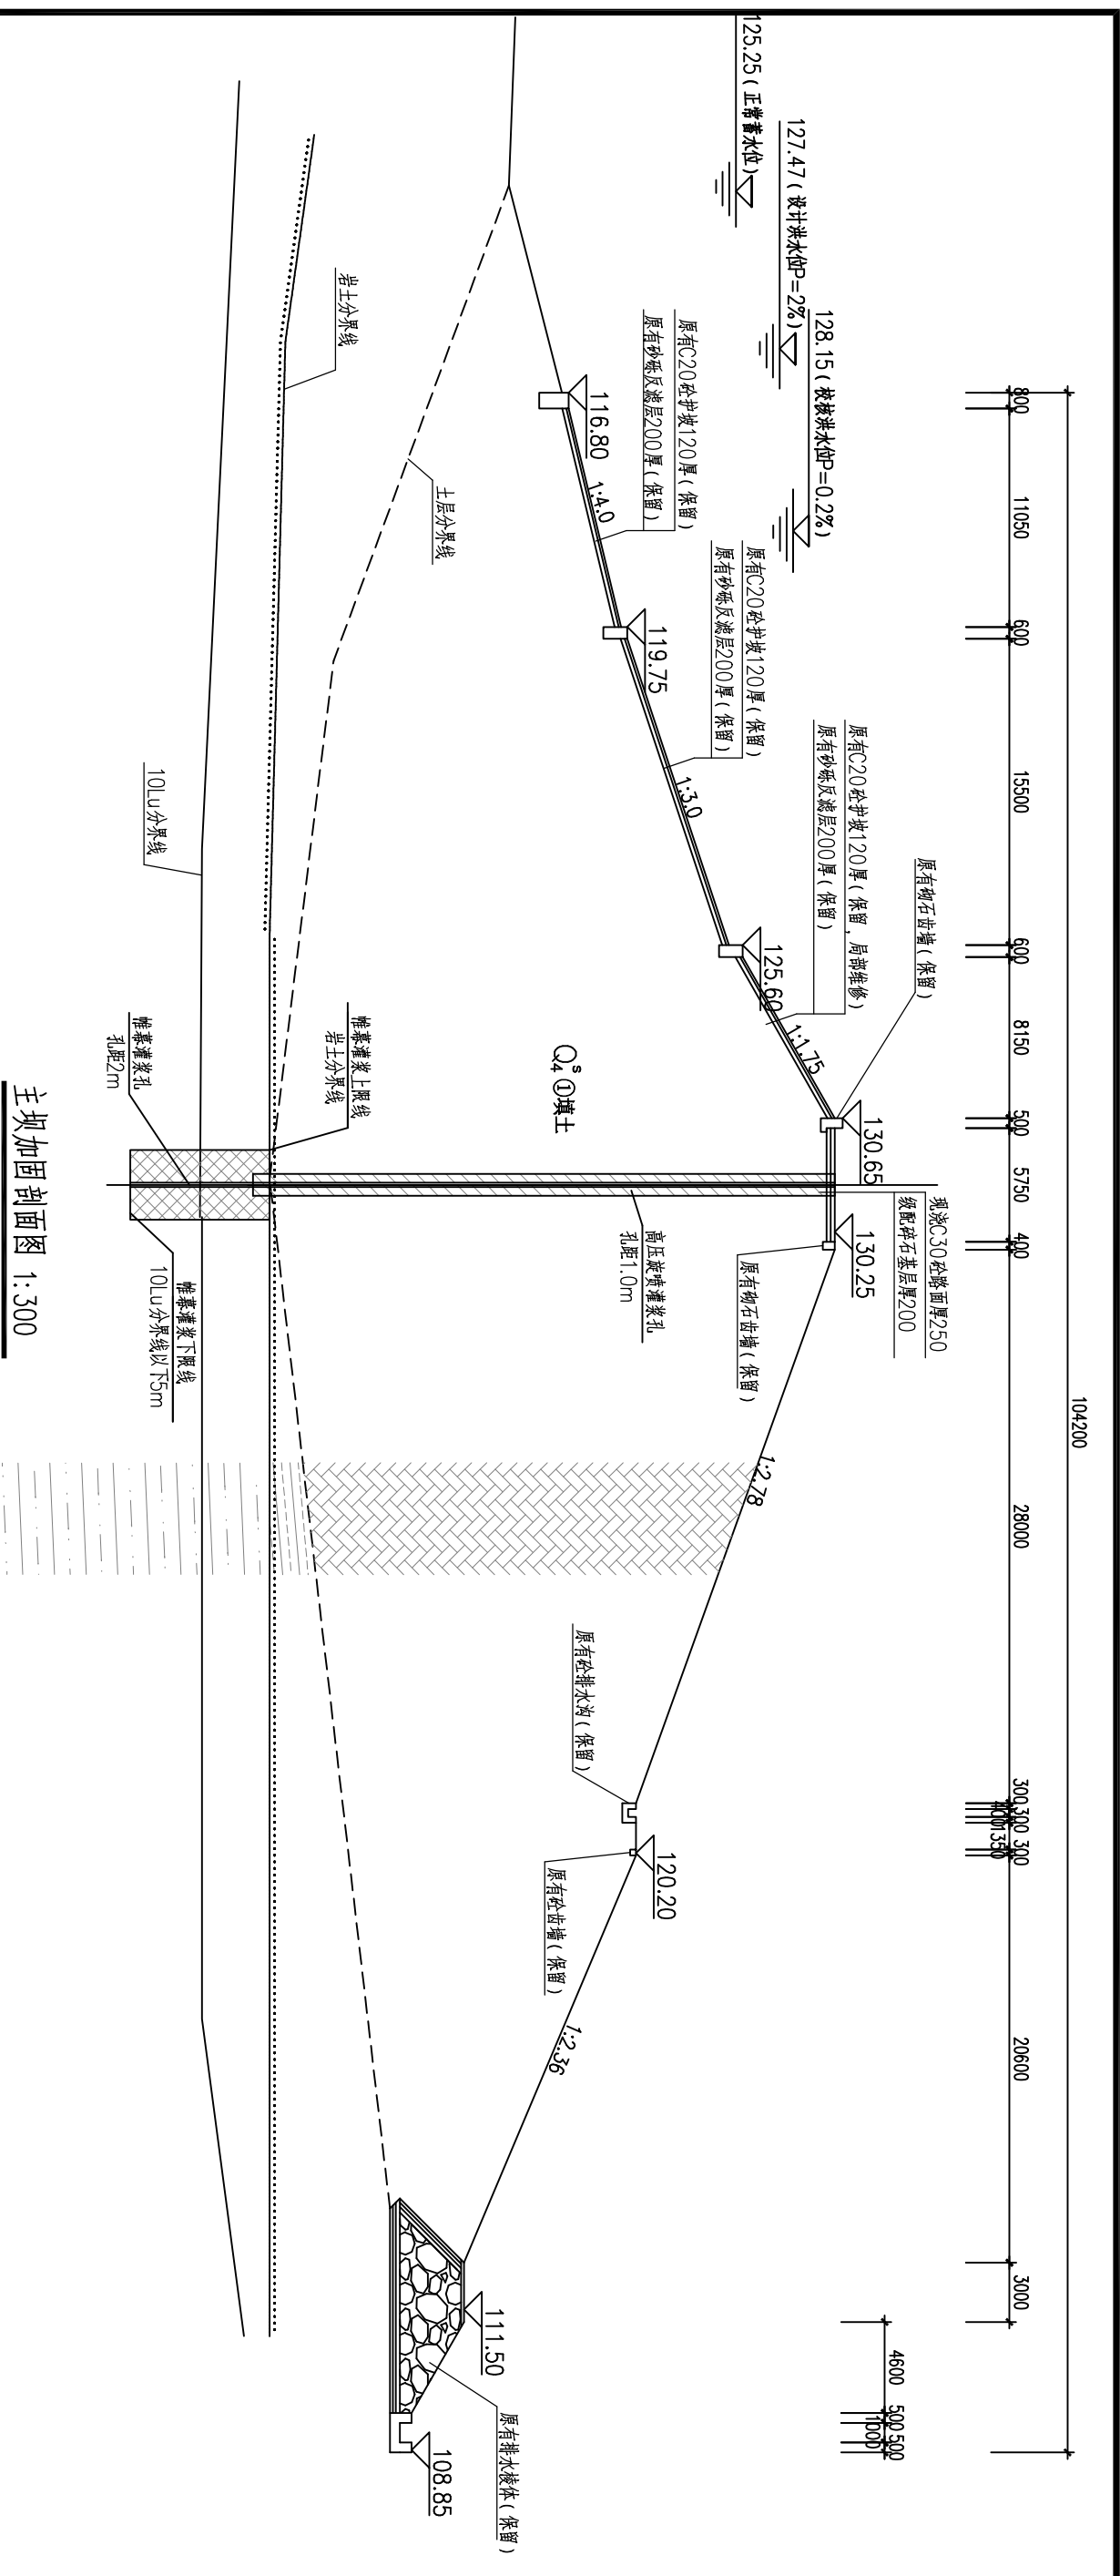 104200
800
11050
600
15500
600
8150
500
5750
400
28000
300
400
300
1350
300
20600
3000
4600
500
1000
500
125.25(正常蓄水位)
127.47(设计洪水位P=2%)
128.15(校核洪水位P=0.2%)
原有C20砼护坡120厚(保留)
原有砂砾反滤层200厚(保留)
116.80
1:4.0
原有C20砼护坡120厚(保留)
原有砂砾反滤层200厚(保留)
119.75
1:3.0
原有C20砼护坡120厚(保留,局部维修)
原有砂砾反滤层200厚(保留)
125.60
1:1.75
原有砌石齿墙(保留)
130.65
现浇C30砼路面厚250
级配碎石基层厚200
130.25
原有砌石齿墙(保留)
1:2.78
原有砼排水沟(保留)
120.20
原有砼齿墙(保留)
1:2.36
111.50
原有排水棱体(保留)
108.85
Q₄ˢ ①填土
高压旋喷灌浆孔
孔距1.0m
岩土分界线
土层分界线
10Lu分界线
帷幕灌浆上限线
岩土分界线
帷幕灌浆孔
孔距2m
帷幕灌浆下限线
10Lu分界线以下5m
主坝加固剖面图 1:300